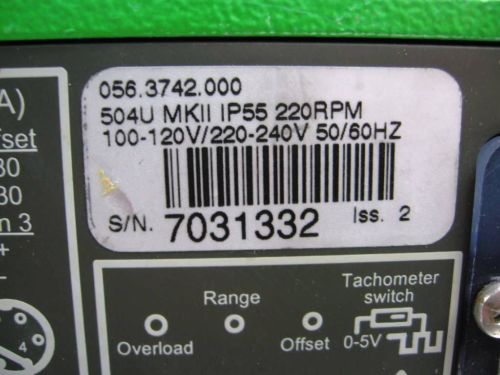 056.3742.000
504U MKII IP55 220RPM
100-120V/220-240V 50/60HZ
S/N. 7031332 Iss. 2
A)
30
30
n 3
+
-
4
Range
Overload
Offset
Tachometer
switch
0-5V